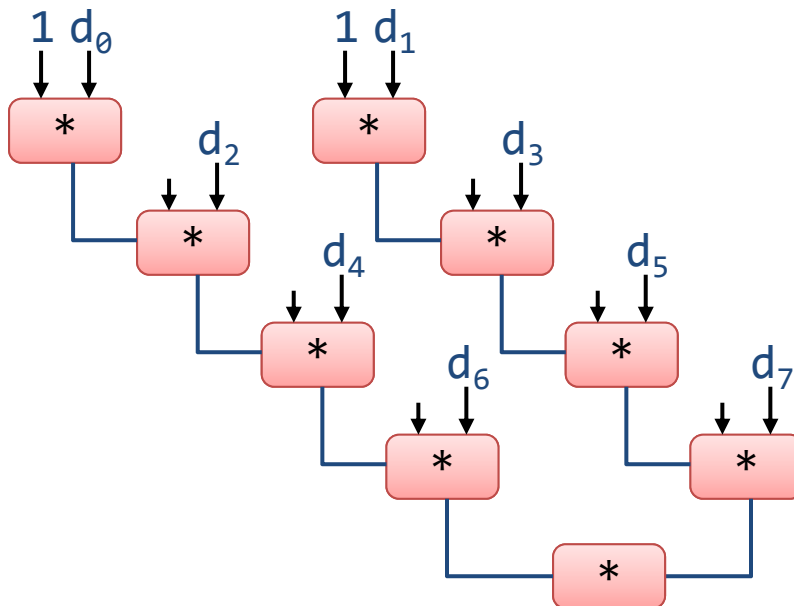 1 d₀ 1 d₁
* *
d₂ d₃
* *
d₄ d₅
* *
d₆ d₇
* *
*